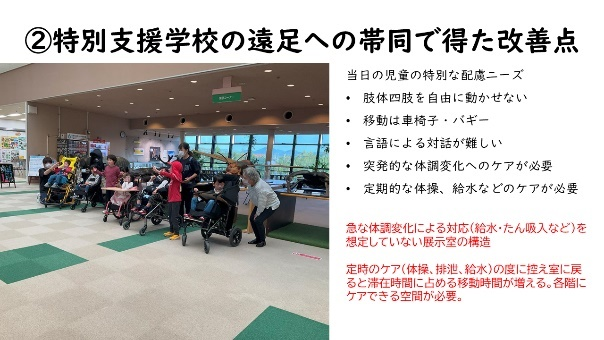 ②特別支援学校の遠足への帯同で得た改善点
当日の児童の特別な配慮ニーズ
• 肢体四肢を自由に動かせない
• 移動は車椅子・バギー
• 言語による対話が難しい
• 突発的な体調変化へのケアが必要
• 定期的な体操、給水などのケアが必要
急な体調変化による対応(給水・たん吸入など)を
想定していない展示室の構造
定時のケア(体操、排泄、給水)の度に控え室に戻
ると滞在時間に占める移動時間が増える。各階に
ケアできる空間が必要。